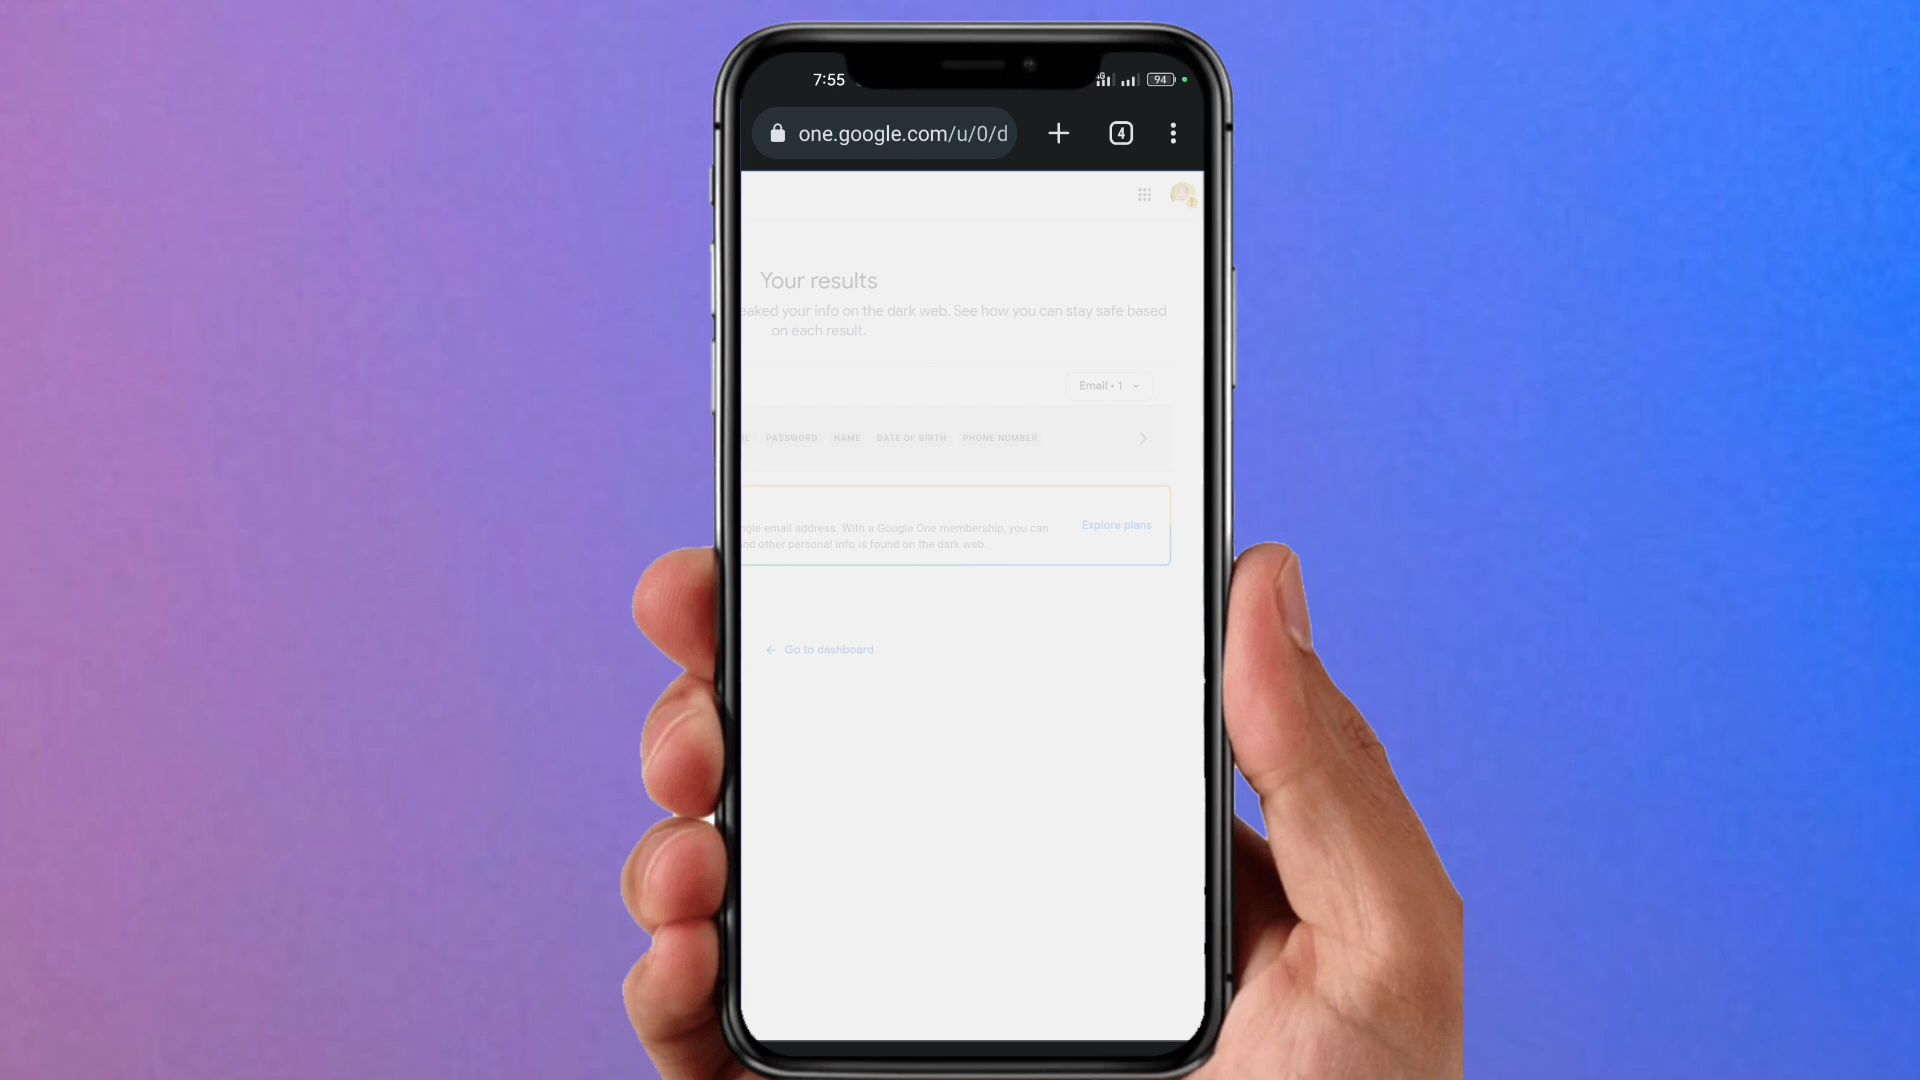 7:55
4G
94
one.google.com/u/0/d
4
Your results
eaked your info on the dark web. See how you can stay safe based
on each result.
Email • 1
IL PASSWORD NAME DATE OF BIRTH PHONE NUMBER
ngle email address. With a Google One membership, you can
Explore plans
nd other personal info is found on the dark web.
Go to dashboard